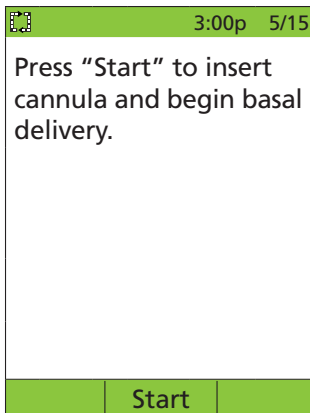 3:00p 5/15
Press “Start” to insert
cannula and begin basal
delivery.
Start